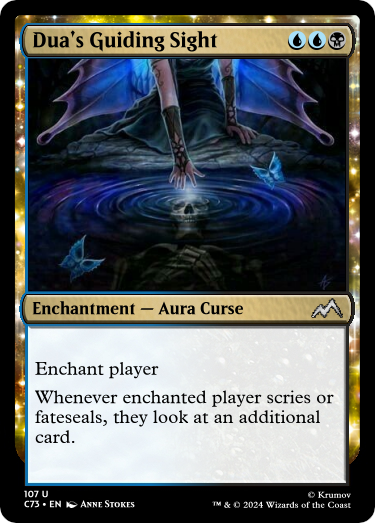 Dua's Guiding Sight
Enchantment — Aura Curse
Enchant player
Whenever enchanted player scries or
fateseals, they look at an additional
card.
107 U
© Krumov
C73 • EN Anne Stokes
™ & © 2024 Wizards of the Coast